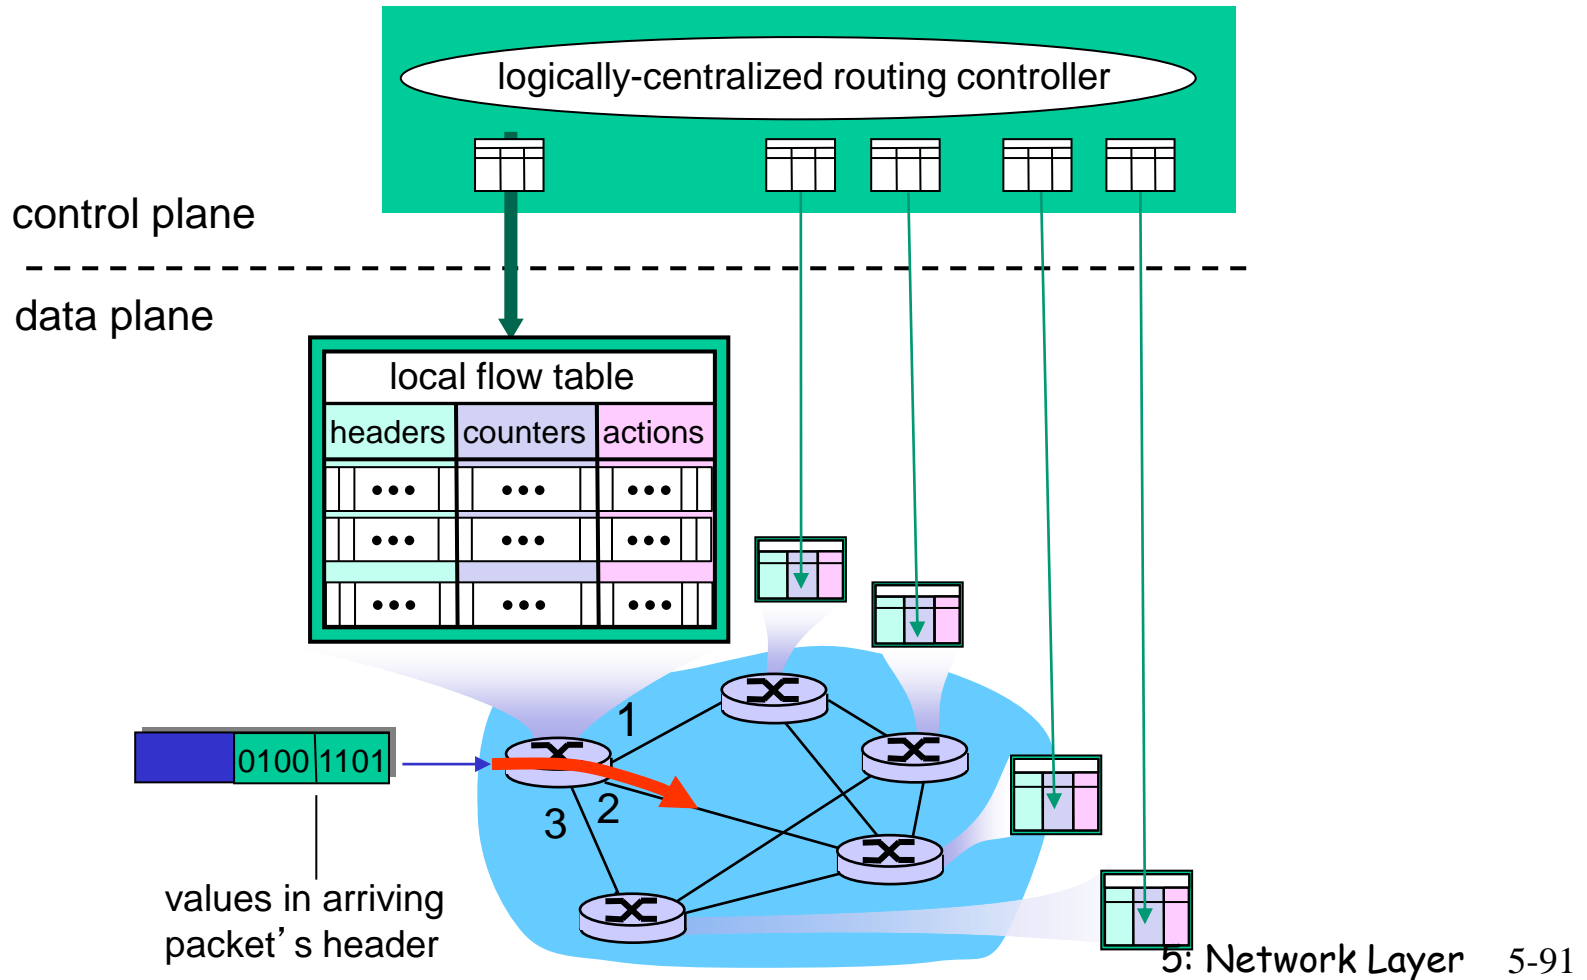 logically-centralized routing controller
control plane
data plane
local flow table
headers counters actions
1
2
3
0100 1101
values in arriving
packet’s header
5: Network Layer 5-91